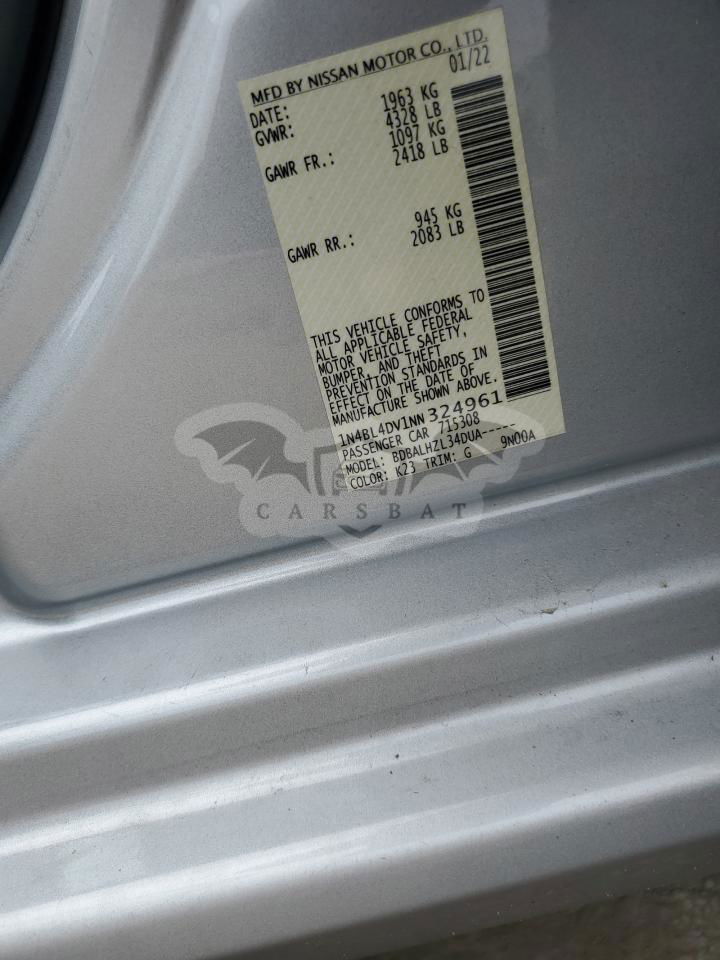 MFD BY NISSAN MOTOR CO., LTD.
DATE: 01/22
GVWR: 1963 KG
4328 LB
GAWR FR.: 1097 KG
2418 LB
GAWR RR.: 945 KG
2083 LB
THIS VEHICLE CONFORMS TO
ALL APPLICABLE FEDERAL
MOTOR VEHICLE SAFETY,
BUMPER, AND THEFT
PREVENTION STANDARDS IN
EFFECT ON THE DATE OF
MANUFACTURE SHOWN ABOVE.
1N4BL4DV1NN324961
PASSENGER CAR 715308
MODEL: BDBALHZL34DUA-----
COLOR: K23 TRIM: G 9N00A
CARSBAT